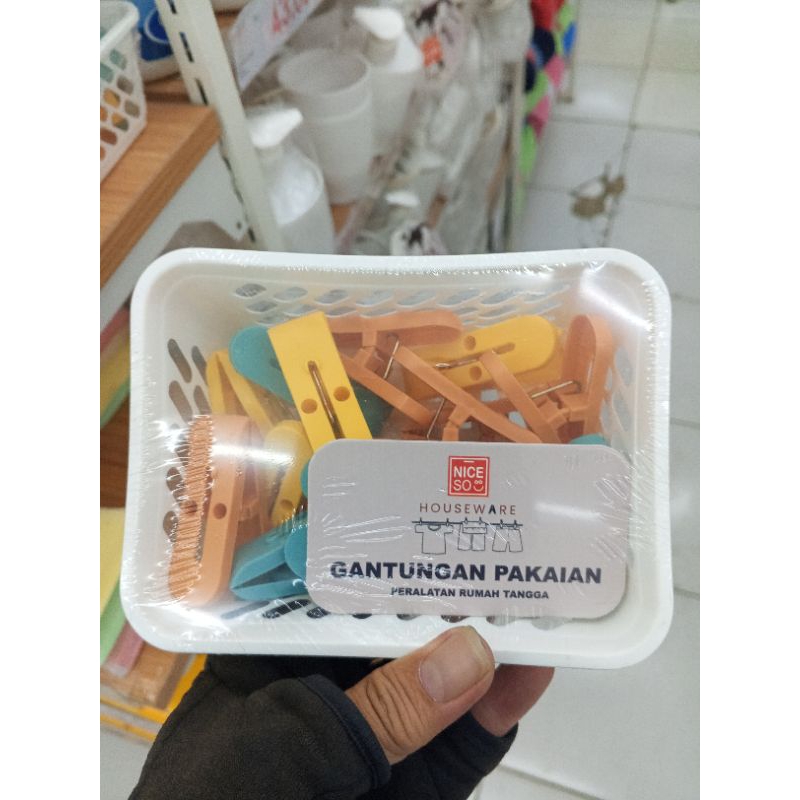 NICE
SO
HOUSEWARE
GANTUNGAN PAKAIAN
PERALATAN RUMAH TANGGA